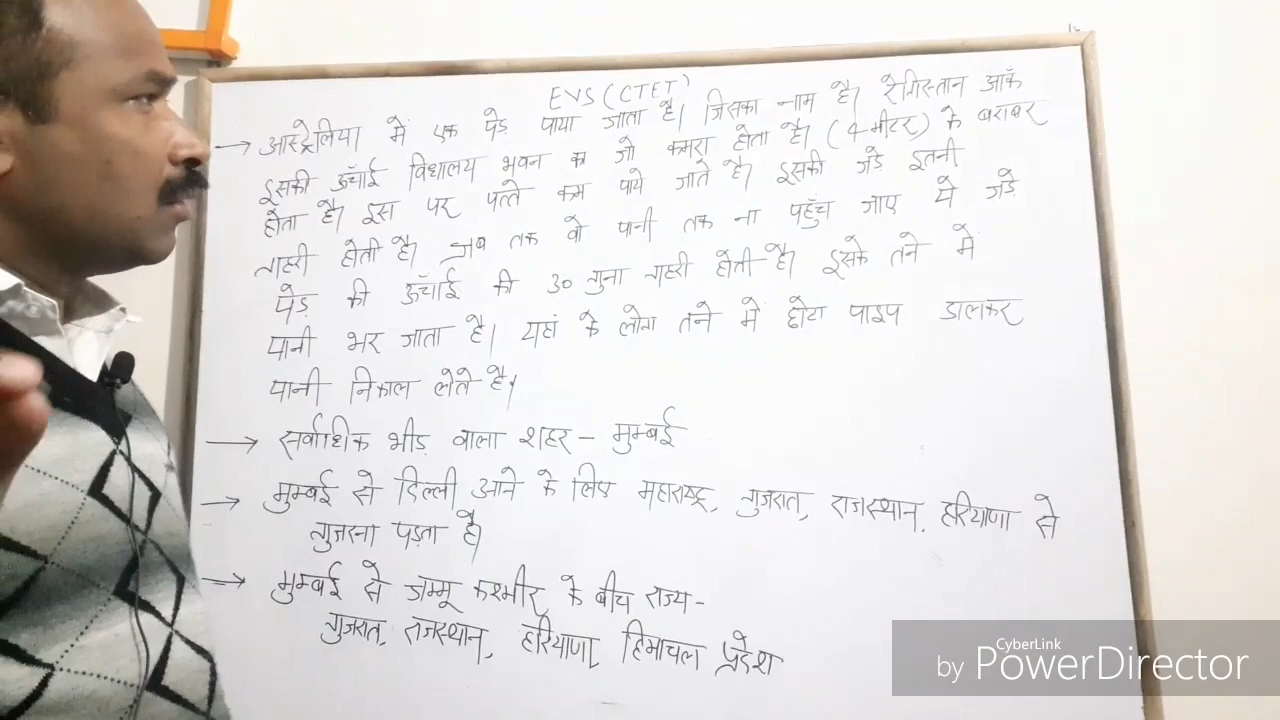 EVS (CTET)
→ आस्ट्रेलिया में एक पेड़ पाया जाता है। जिसका नाम है। रेगिस्तान ऑक
इसकी ऊँचाई विधालय भवन का जो कमरा होता है। (4 मीटर) के बराबर
होता है। इस पर पत्ते कम पाये जाते है। इसकी जड़े इतनी
गहरी होती है। जब तक वो पानी तक ना पहुँच जाए ये जड़े
पेड़ की ऊँचाई की 30 गुना गहरी होती है। इसके तने में
पानी भर जाता है। यहां के लोग तने में छोटा पाइप डालकर
पानी निकाल लेते है।
→ सर्वाधिक भीड़ वाला शहर - मुम्बई
→ मुम्बई से दिल्ली आने के लिए महाराष्ट्र, गुजरात, राजस्थान, हरियाणा से
गुजरना पड़ता है।
→ मुम्बई से जम्मू कश्मीर के बीच राज्य -
गुजरात, राजस्थान, हरियाणा, हिमाचल प्रदेश
CyberLink
by PowerDirector